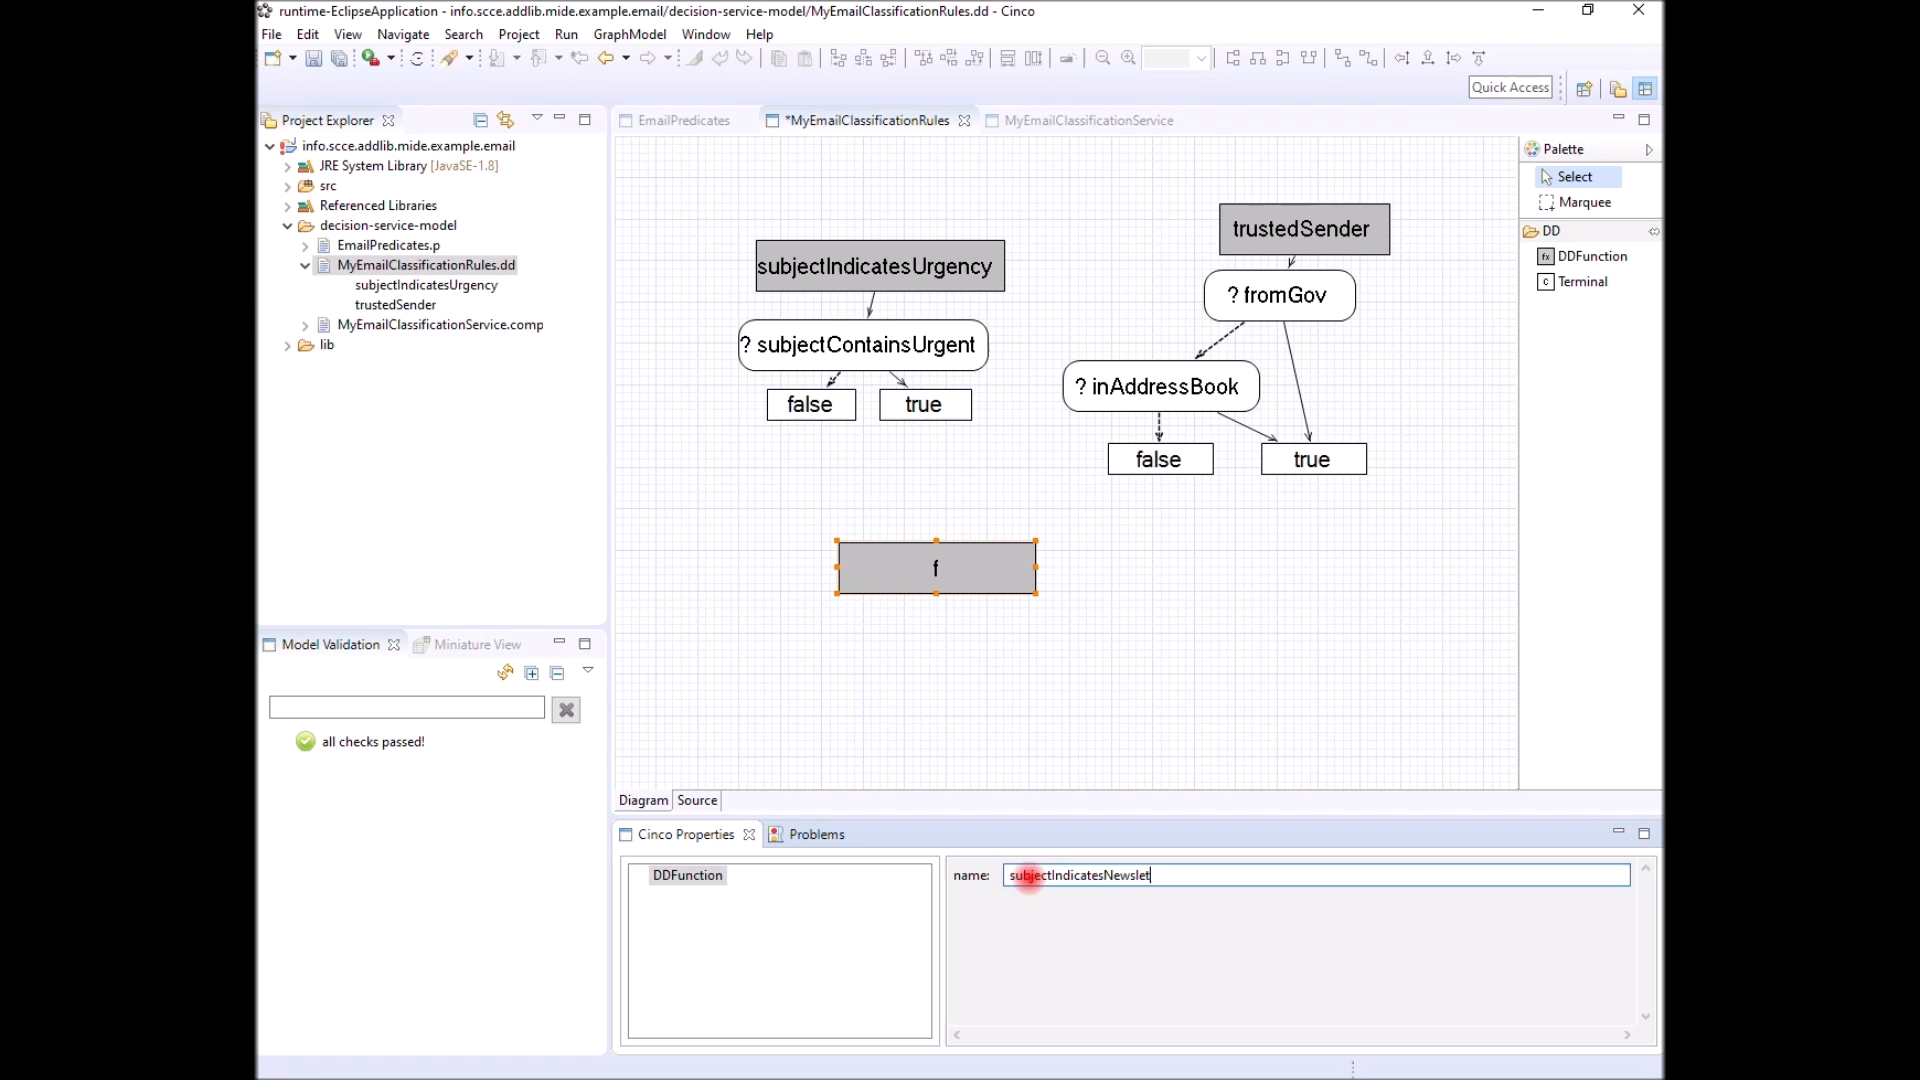 runtime-EclipseApplication - info.scce.addlib.mide.example.email/decision-service-model/MyEmailClassificationRules.dd - Cinco
File Edit View Navigate Search Project Run GraphModel Window Help
Quick Access
Project Explorer
info.scce.addlib.mide.example.email
JRE System Library [JavaSE-1.8]
src
Referenced Libraries
decision-service-model
EmailPredicates.p
MyEmailClassificationRules.dd
subjectIndicatesUrgency
trustedSender
MyEmailClassificationService.comp
lib
Model Validation
Miniature View
all checks passed!
EmailPredicates
*MyEmailClassificationRules
MyEmailClassificationService
subjectIndicatesUrgency
? subjectContainsUrgent
false
true
trustedSender
? fromGov
? inAddressBook
false
true
f
Palette
Select
Marquee
DD
fx DDFunction
c Terminal
Diagram
Source
Cinco Properties
Problems
DDFunction
name: subjectIndicatesNewslet